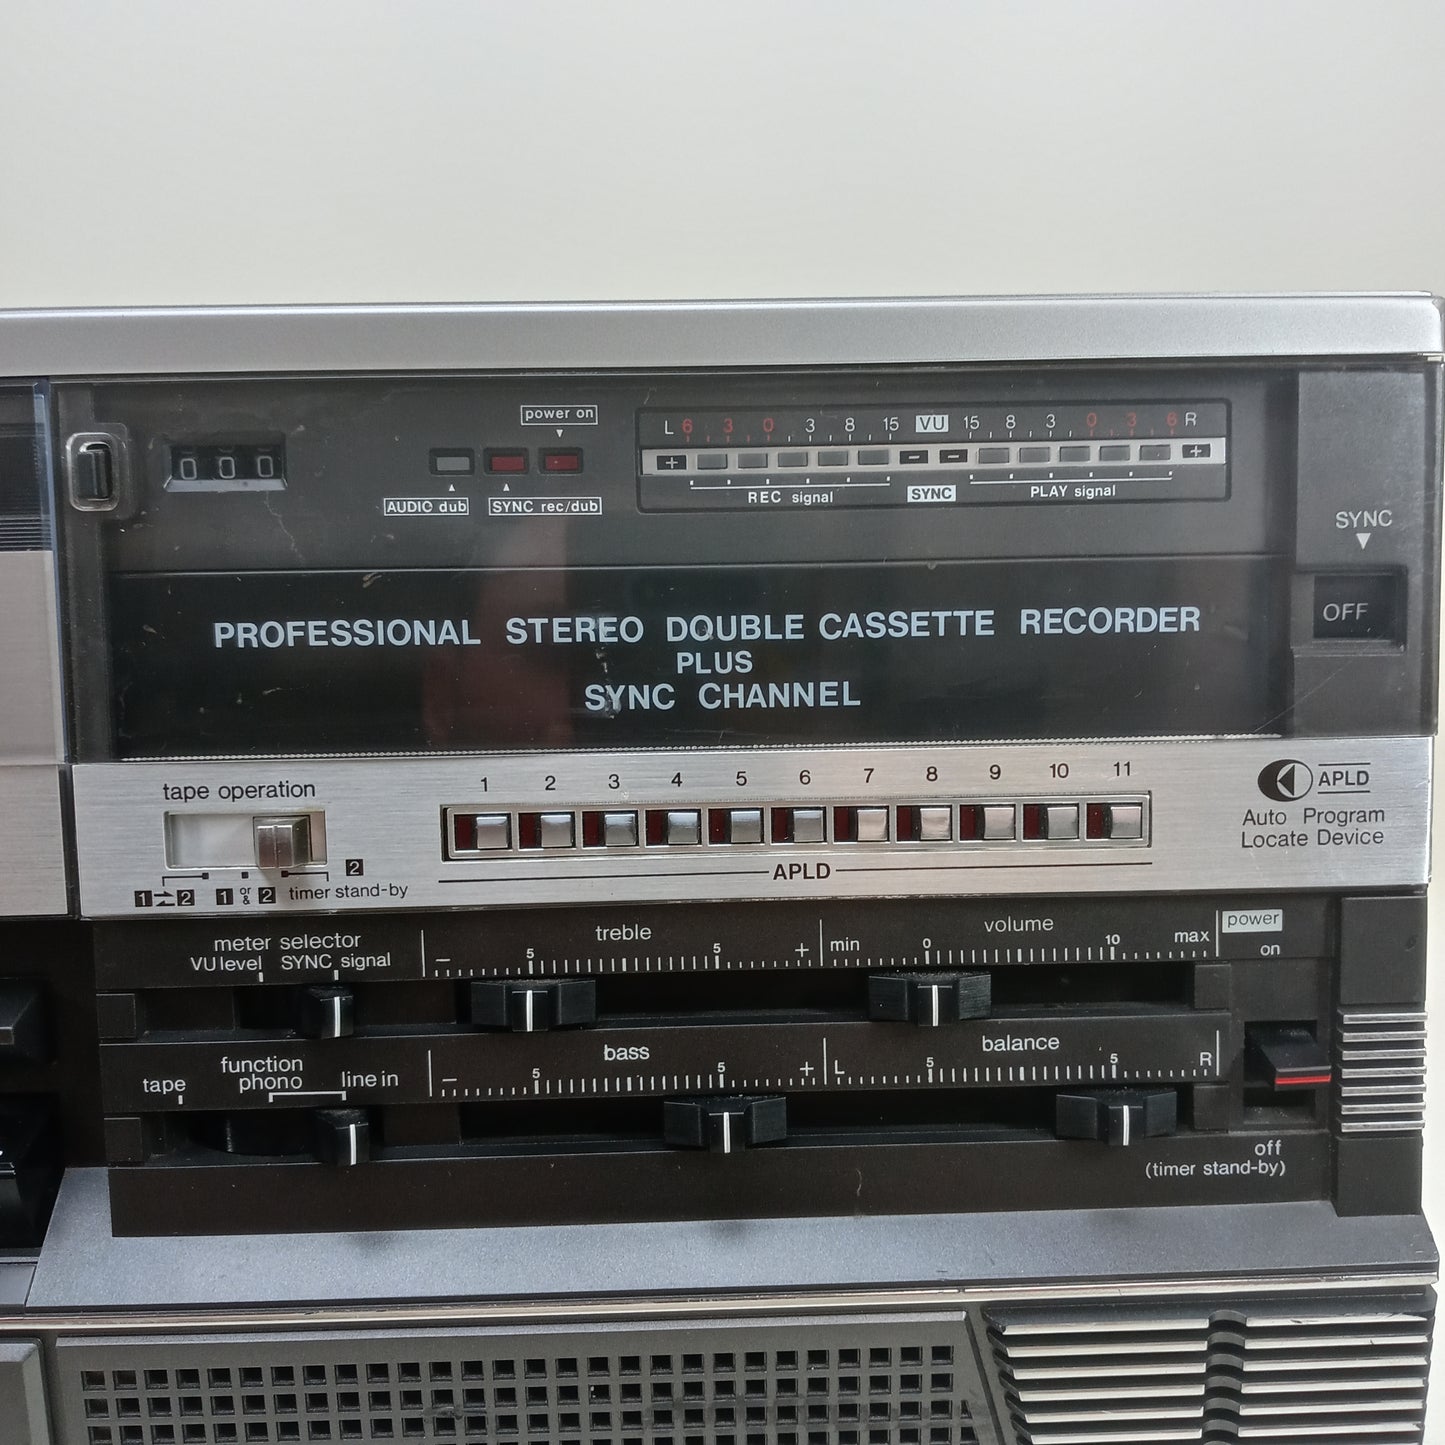 power on
0 0 0
AUDIO dub
SYNC rec/dub
L 6 3 0 3 8 15 VU 15 8 3 0 3 6 R
+ - - +
REC signal SYNC PLAY signal
SYNC
OFF
PROFESSIONAL STEREO DOUBLE CASSETTE RECORDER
PLUS
SYNC CHANNEL
tape operation
1 2 3 4 5 6 7 8 9 10 11
APLD
APLD
Auto Program
Locate Device
2
1 2 1 or & 2 timer stand-by
meter selector
VU level SYNC signal
treble
- 5 5 +
volume
min 0 10 max
power
on
function
tape phono line in
bass
- 5 5 +
balance
L 5 5 R
off
(timer stand-by)